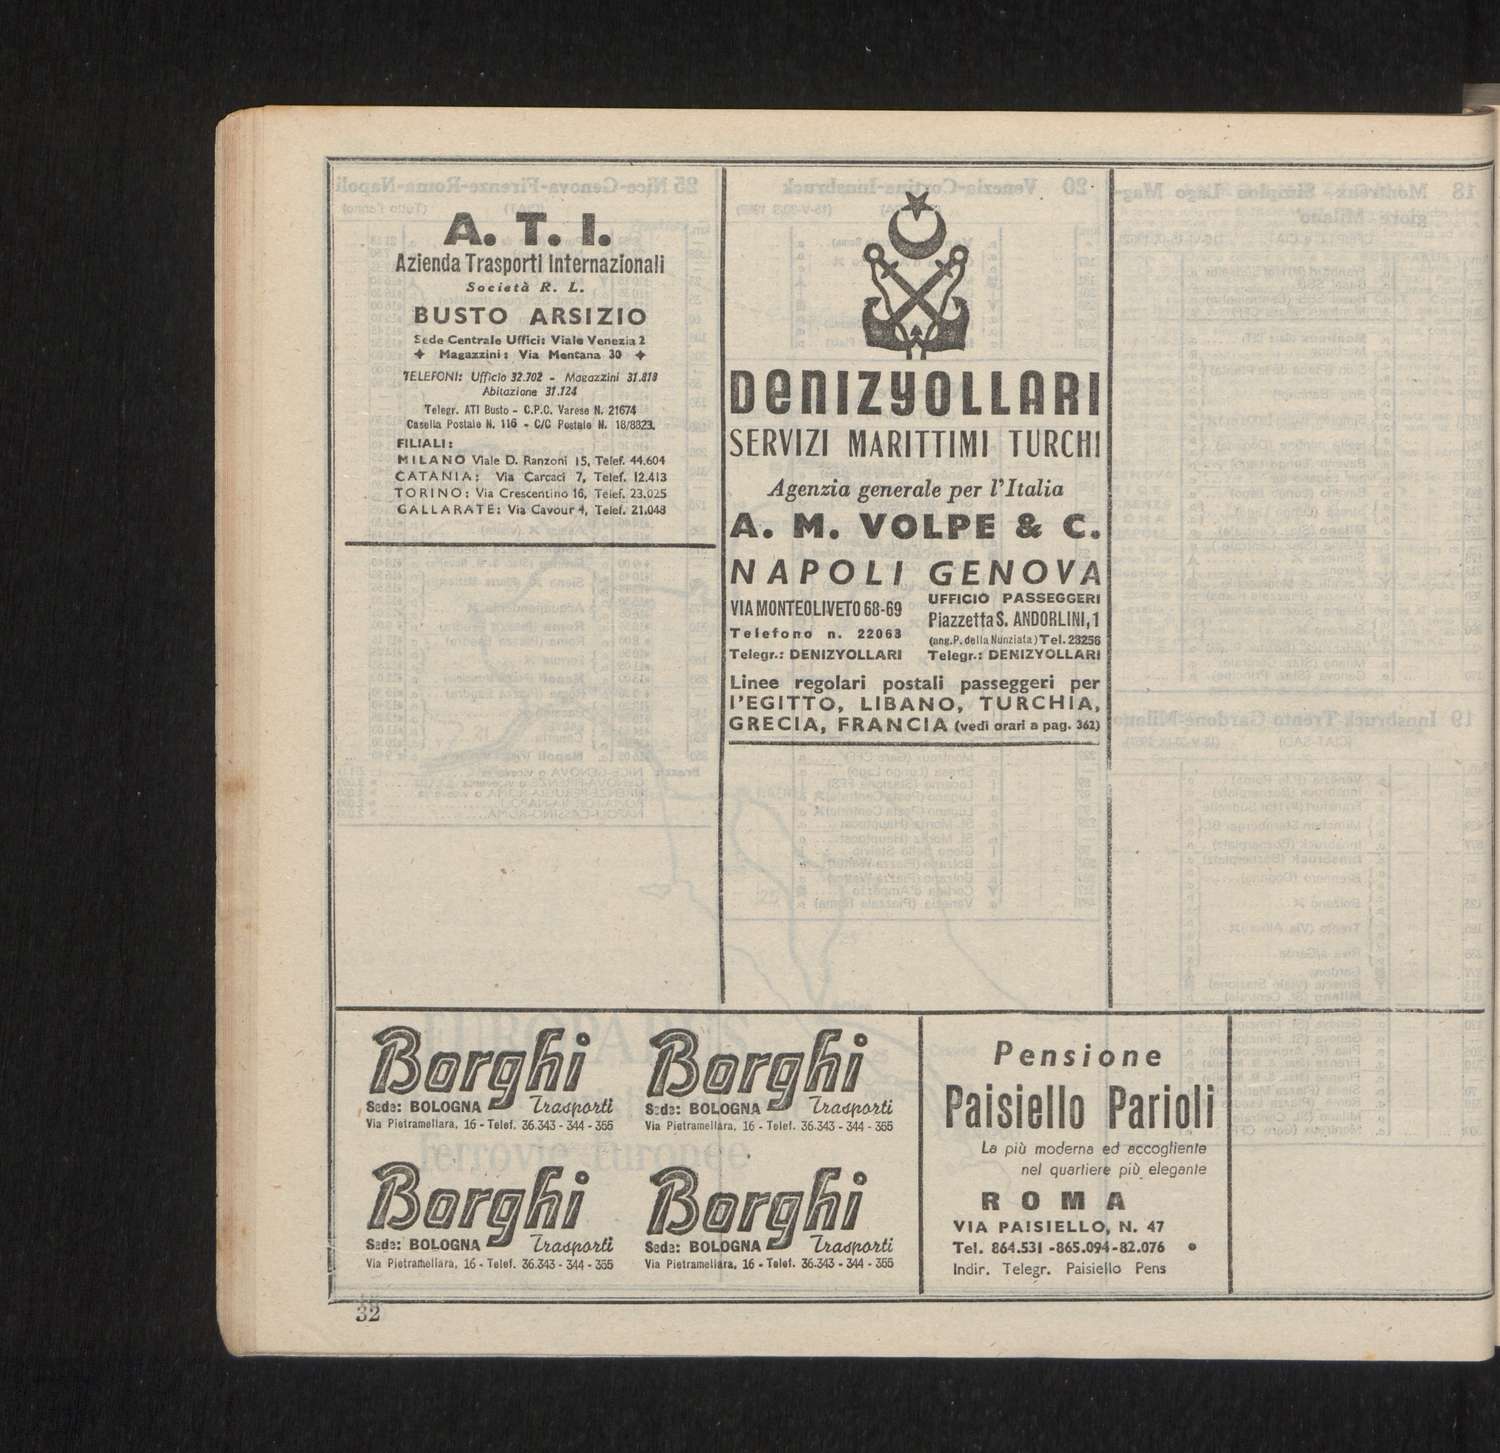 A. T. I.
Azienda Trasporti Internazionali
Società R. L.
BUSTO ARSIZIO
Sede Centrale Uffici: Viale Venezia 2
Magazzini: Via Mentana 30
TELEFONI: Ufficio 32.702 - Magazzini 31.818
Abitazione 31.124
Telegr. ATI Busto - C.P.C. Varese N. 21674
Casella Postale N. 116 - C/C Postale N. 18/8823.
FILIALI:
MILANO Viale D. Ranzoni 15, Telef. 44.604
CATANIA: Via Carcaci 7, Telef. 12.413
TORINO: Via Crescentino 16, Telef. 23.025
GALLARATE: Via Cavour 4, Telef. 21.048
DENIZYOLLARI
SERVIZI MARITTIMI TURCHI
Agenzia generale per l'Italia
A. M. VOLPE & C.
NAPOLI GENOVA
VIA MONTEOLIVETO 68-69
Telefono n. 22063
Telegr.: DENIZYOLLARI
UFFICIO PASSEGGERI
Piazzetta S. ANDORLINI, 1
(ang. P. della Nunziata) Tel. 23256
Telegr.: DENIZYOLLARI
Linee regolari postali passeggeri per
l'EGITTO, LIBANO, TURCHIA,
GRECIA, FRANCIA (vedi orari a pag. 362)
Borghi
Sede: BOLOGNA Trasporti
Via Pietramellara, 16 - Telef. 36.343 - 344 - 355
Borghi
Sede: BOLOGNA Trasporti
Via Pietramellara, 16 - Telef. 36.343 - 344 - 355
Borghi
Sede: BOLOGNA Trasporti
Via Pietramellara, 16 - Telef. 36.343 - 344 - 355
Borghi
Sede: BOLOGNA Trasporti
Via Pietramellara, 16 - Telef. 36.343 - 344 - 355
Pensione
Paisiello Parioli
La più moderna ed accogliente
nel quartiere più elegante
ROMA
VIA PAISIELLO, N. 47
Tel. 864.531 - 865.094 - 82.076
Indir. Telegr. Paisiello Pens
32